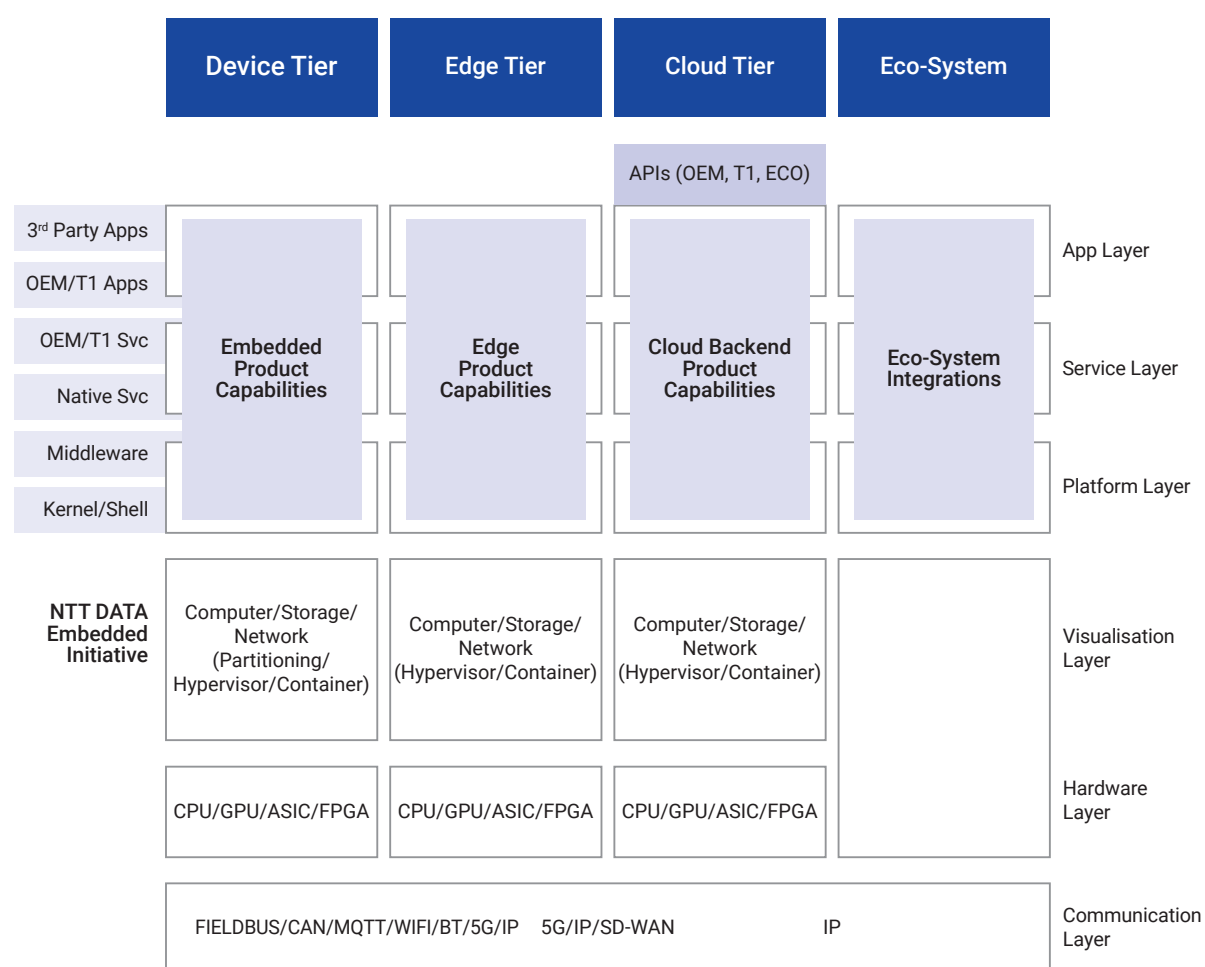 Device Tier
Edge Tier
Cloud Tier
Eco-System
APIs (OEM, T1, ECO)
3rd Party Apps
OEM/T1 Apps
OEM/T1 Svc
Native Svc
Middleware
Kernel/Shell
Embedded
Product
Capabilities
Edge
Product
Capabilities
Cloud Backend
Product
Capabilities
Eco-System
Integrations
App Layer
Service Layer
Platform Layer
NTT DATA
Embedded
Initiative
Computer/Storage/
Network
(Partitioning/
Hypervisor/Container)
Computer/Storage/
Network
(Hypervisor/Container)
Computer/Storage/
Network
(Hypervisor/Container)
Visualisation
Layer
CPU/GPU/ASIC/FPGA
CPU/GPU/ASIC/FPGA
CPU/GPU/ASIC/FPGA
Hardware
Layer
FIELDBUS/CAN/MQTT/WIFI/BT/5G/IP
5G/IP/SD-WAN
IP
Communication
Layer